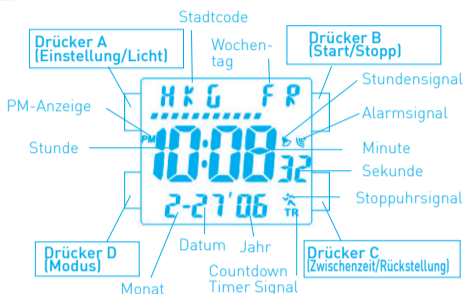 Stadtcode
Drücker A
(Einstellung/Licht)
Wochen-
tag
Drücker B
(Start/Stopp)
Stundensignal
PM-Anzeige
HKG FR
Alarmsignal
PM
10:08
Stunde
Minute
32
Sekunde
2-27'06
TR
Stoppuhrsignal
Datum
Jahr
Drücker D
(Modus)
Monat
Countdown
Timer Signal
Drücker C
(Zwischenzeit/Rückstellung)